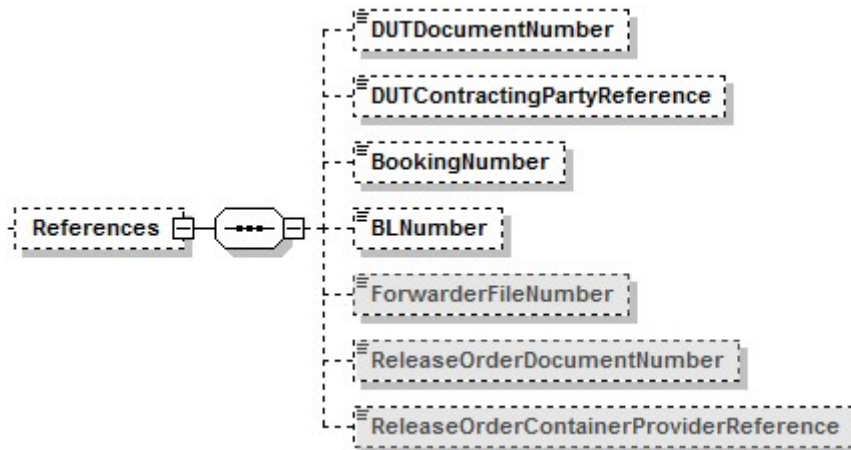 DUTDocumentNumber
DUTContractingPartyReference
BookingNumber
References
BLNumber
ForwarderFileNumber
ReleaseOrderDocumentNumber
ReleaseOrderContainerProviderReference